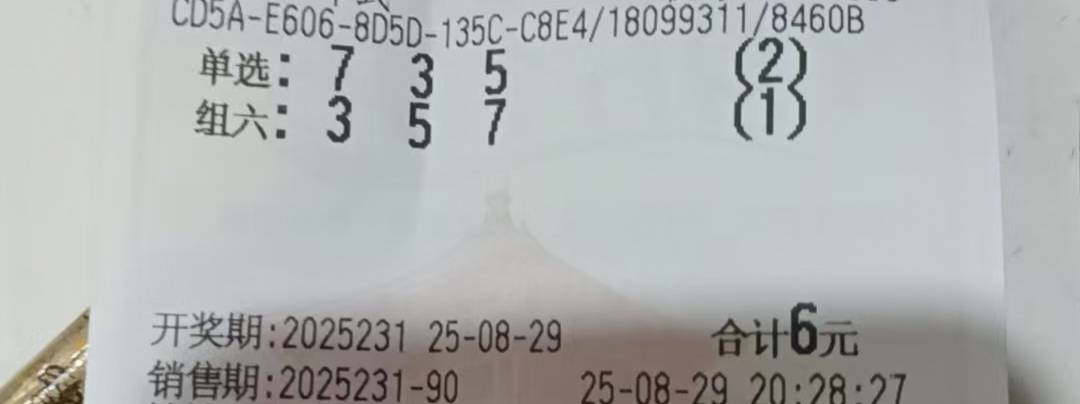 CD5A-E606-8D5D-135C-C8E4/18099311/8460B
单选: 7 3 5 (2)
组六: 3 5 7 (1)
开奖期:2025231 25-08-29 合计6元
销售期:2025231-90 25-08-29 20:28:27